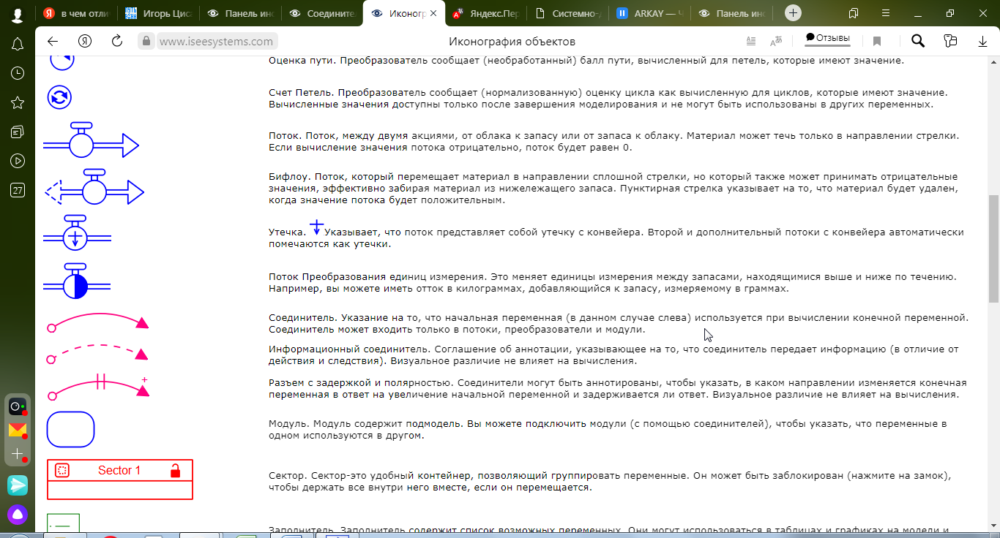 в чем отли
Игорь Циса
Панель инс
Соедините.
Иконогр
Яндекс.Пер
Системно-д
ARKAY — Ч
Панель инс
www.iseesystems.com
Иконография объектов
Отзывы
27
Оценка пути. Преобразователь сообщает (необработанный) балл пути, вычисленный для петель, которые имеют значение.
Счет Петель. Преобразователь сообщает (нормализованную) оценку цикла как вычисленную для циклов, которые имеют значение.
Вычисленные значения доступны только после завершения моделирования и не могут быть использованы в других переменных.
Поток. Поток, между двумя акциями, от облака к запасу или от запаса к облаку. Материал может течь только в направлении стрелки.
Если вычисление значения потока отрицательно, поток будет равен 0.
Бифлоу. Поток, который перемещает материал в направлении сплошной стрелки, но который также может принимать отрицательные
значения, эффективно забирая материал из нижележащего запаса. Пунктирная стрелка указывает на то, что материал будет удален,
когда значение потока будет положительным.
Утечка. Указывает, что поток представляет собой утечку с конвейера. Второй и дополнительный потоки с конвейера автоматически
помечаются как утечки.
Поток Преобразования единиц измерения. Это меняет единицы измерения между запасами, находящимися выше и ниже по течению.
Например, вы можете иметь отток в килограммах, добавляющийся к запасу, измеряемому в граммах.
Соединитель. Указание на то, что начальная переменная (в данном случае слева) используется при вычислении конечной переменной.
Соединитель может входить только в потоки, преобразователи и модули.
Информационный соединитель. Соглашение об аннотации, указывающее на то, что соединитель передает информацию (в отличие от
действия и следствия). Визуальное различие не влияет на вычисления.
Разъем с задержкой и полярностью. Соединители могут быть аннотированы, чтобы указать, в каком направлении изменяется конечная
переменная в ответ на увеличение начальной переменной и задерживается ли ответ. Визуальное различие не влияет на вычисления.
Модуль. Модуль содержит подмодель. Вы можете подключить модули (с помощью соединителей), чтобы указать, что переменные в
одном используются в другом.
Sector 1
Сектор. Сектор-это удобный контейнер, позволяющий группировать переменные. Он может быть заблокирован (нажмите на замок),
чтобы держать все внутри него вместе, если он перемещается.
Заполнитель. Заполнитель содержит список возможных переменных. Они могут использоваться в таблицах и графиках на модели и